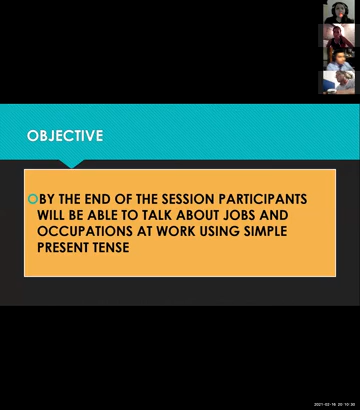 OBJECTIVE
BY THE END OF THE SESSION PARTICIPANTS
WILL BE ABLE TO TALK ABOUT JOBS AND
OCCUPATIONS AT WORK USING SIMPLE
PRESENT TENSE